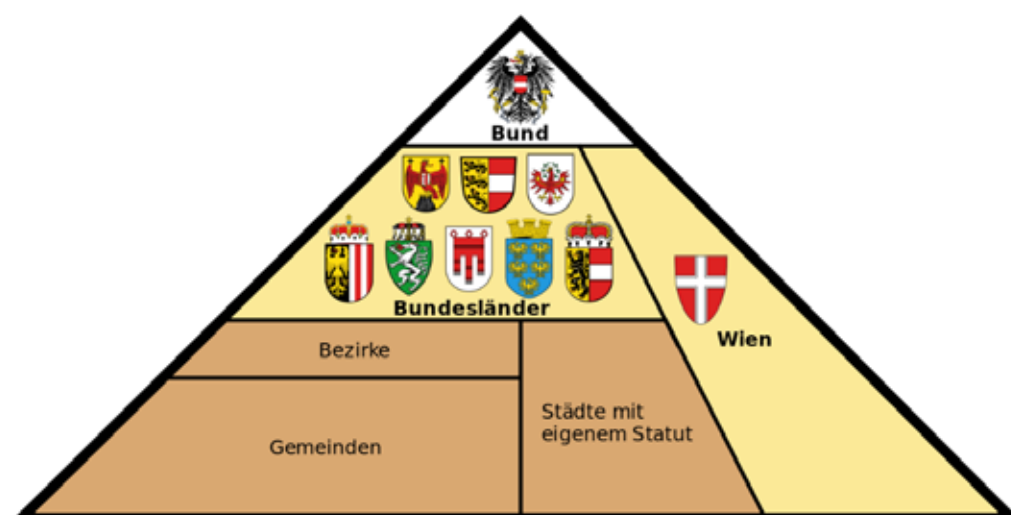 Bund
Bundesländer
Wien
Bezirke
Städte mit
eigenem Statut
Gemeinden